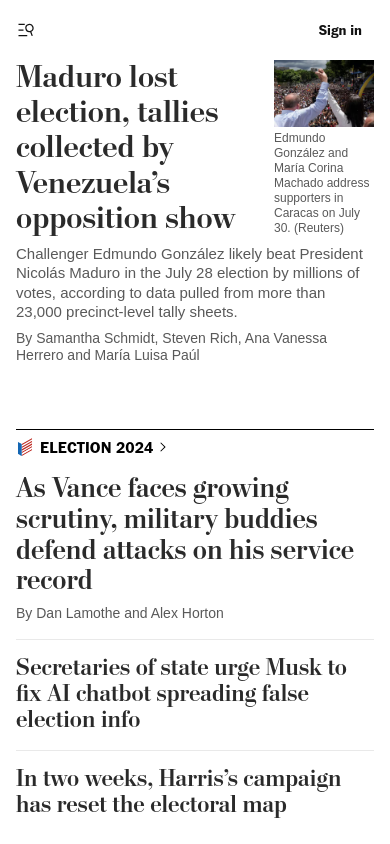 Sign in
Maduro lost
election, tallies
collected by
Venezuela’s
opposition show
Edmundo
González and
María Corina
Machado address
supporters in
Caracas on July
30. (Reuters)
Challenger Edmundo González likely beat President
Nicolás Maduro in the July 28 election by millions of
votes, according to data pulled from more than
23,000 precinct-level tally sheets.
By Samantha Schmidt, Steven Rich, Ana Vanessa
Herrero and María Luisa Paúl
ELECTION 2024
As Vance faces growing
scrutiny, military buddies
defend attacks on his service
record
By Dan Lamothe and Alex Horton
Secretaries of state urge Musk to
fix AI chatbot spreading false
election info
In two weeks, Harris’s campaign
has reset the electoral map